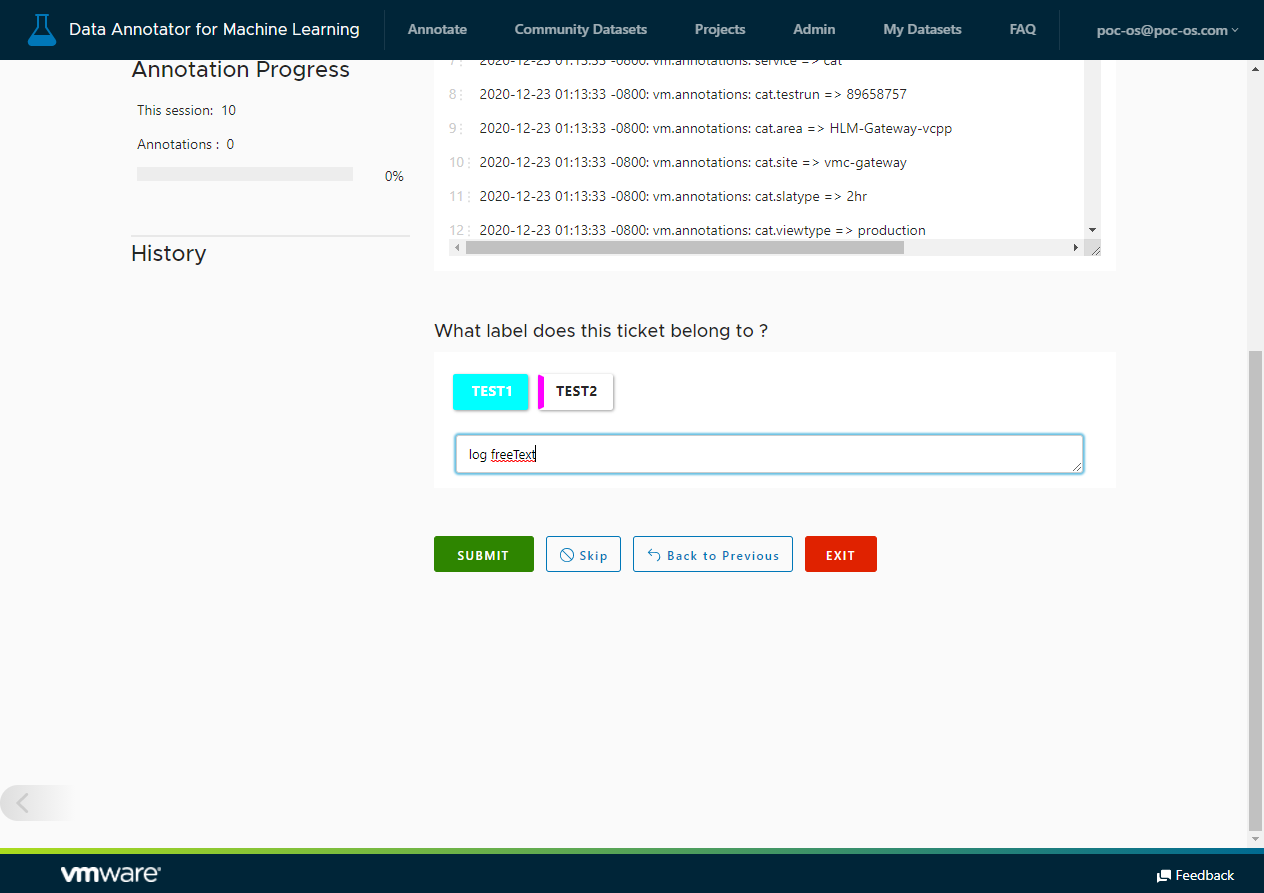 Data Annotator for Machine Learning
Annotate
Community Datasets
Projects
Admin
My Datasets
FAQ
poc-os@poc-os.com
Annotation Progress
This session: 10
Annotations : 0
0%
History
7 2020-12-23 01:13:33 -0800: vm.annotations: service => cat
8 2020-12-23 01:13:33 -0800: vm.annotations: cat.testrun => 89658757
9 2020-12-23 01:13:33 -0800: vm.annotations: cat.area => HLM-Gateway-vcpp
10 2020-12-23 01:13:33 -0800: vm.annotations: cat.site => vmc-gateway
11 2020-12-23 01:13:33 -0800: vm.annotations: cat.slatype => 2hr
12 2020-12-23 01:13:33 -0800: vm.annotations: cat.viewtype => production
What label does this ticket belong to ?
TEST1
TEST2
log freeText
SUBMIT
Skip
Back to Previous
EXIT
vmware
Feedback